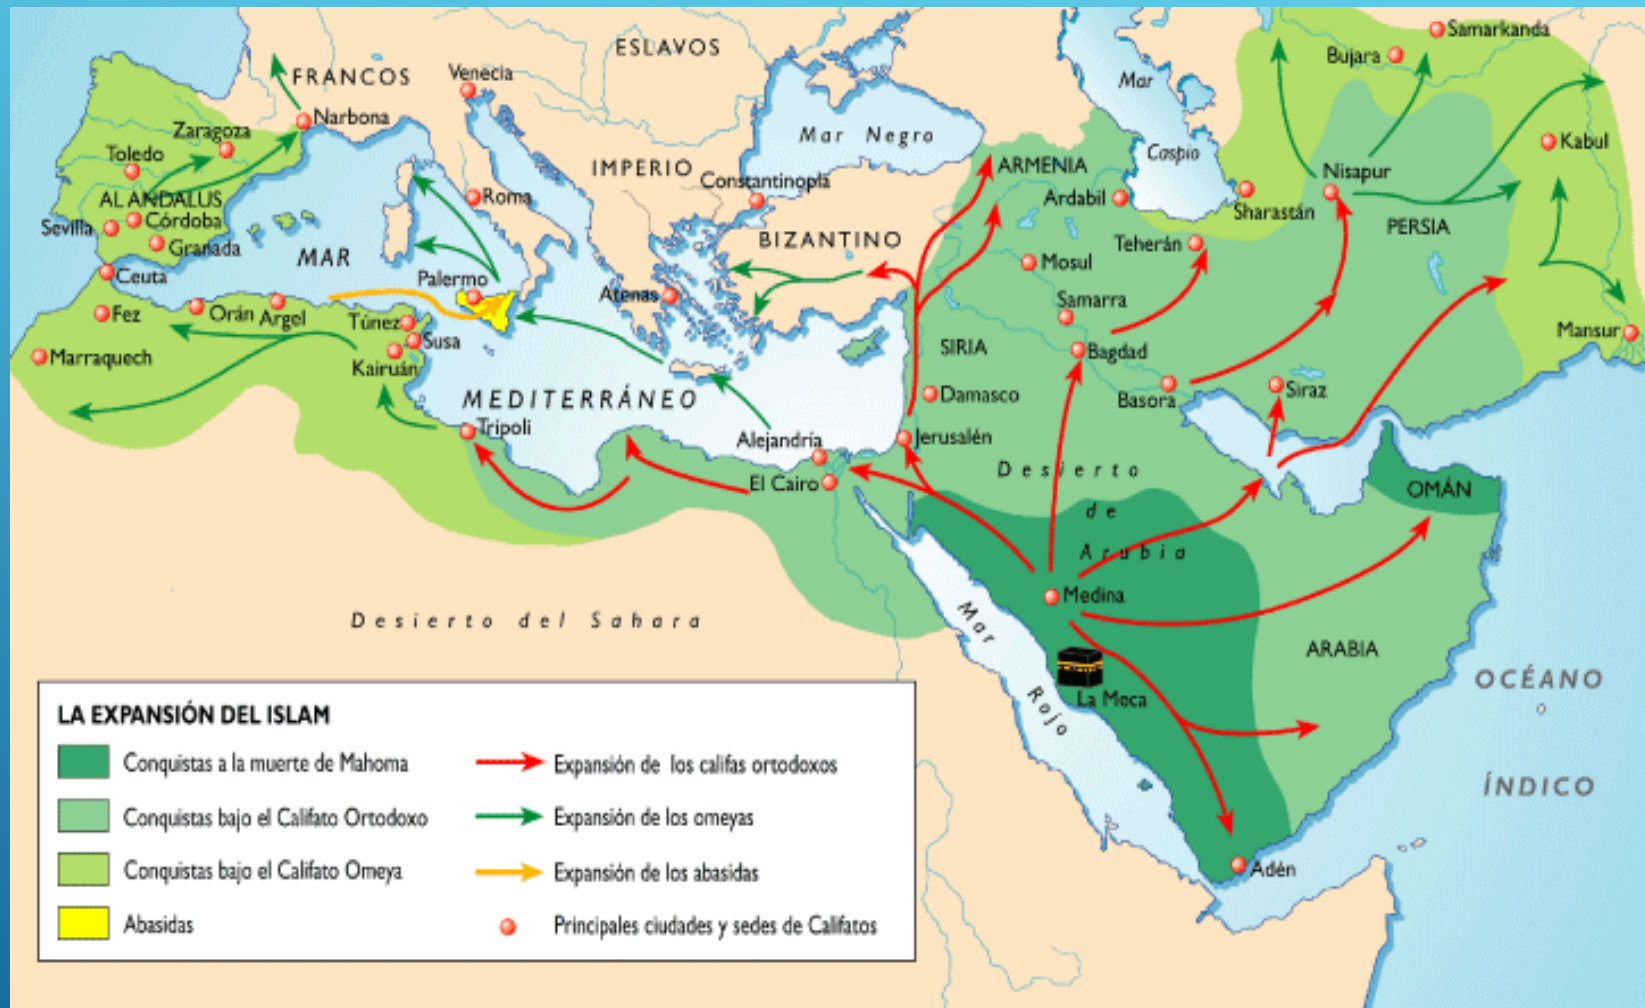 Samarkanda
Bujara
ESLAVOS
Venecia
FRANCOS
Mar
Caspio
Narbona
Zaragoza
Toledo
Mar Negro
Kabul
IMPERIO
ARMENIA
Constantinopla
Nisapur
AL ANDALUS
Roma
Ardabil
Sharastán
Sevilla
Córdoba
Granada
PERSIA
BIZANTINO
Teherán
MAR
Ceuta
Palermo
Mosul
Atenas
Samarra
Fez
Orán
Argel
Túnez
Susa
Mansur
Marraquech
Kairuán
SIRIA
Bagdad
MEDITERRÁNEO
Damasco
Basora
Siraz
Trípoli
Alejandría
Jerusalén
El Cairo
Desierto
de
Arabia
OMÁN
Medina
Desierto del Sahara
Mar
Rojo
ARABIA
La Meca
OCÉANO
ÍNDICO
Adén
LA EXPANSIÓN DEL ISLAM
Conquistas a la muerte de Mahoma
Conquistas bajo el Califato Ortodoxo
Conquistas bajo el Califato Omeya
Abasidas
Expansión de los califas ortodoxos
Expansión de los omeyas
Expansión de los abasidas
Principales ciudades y sedes de Califatos